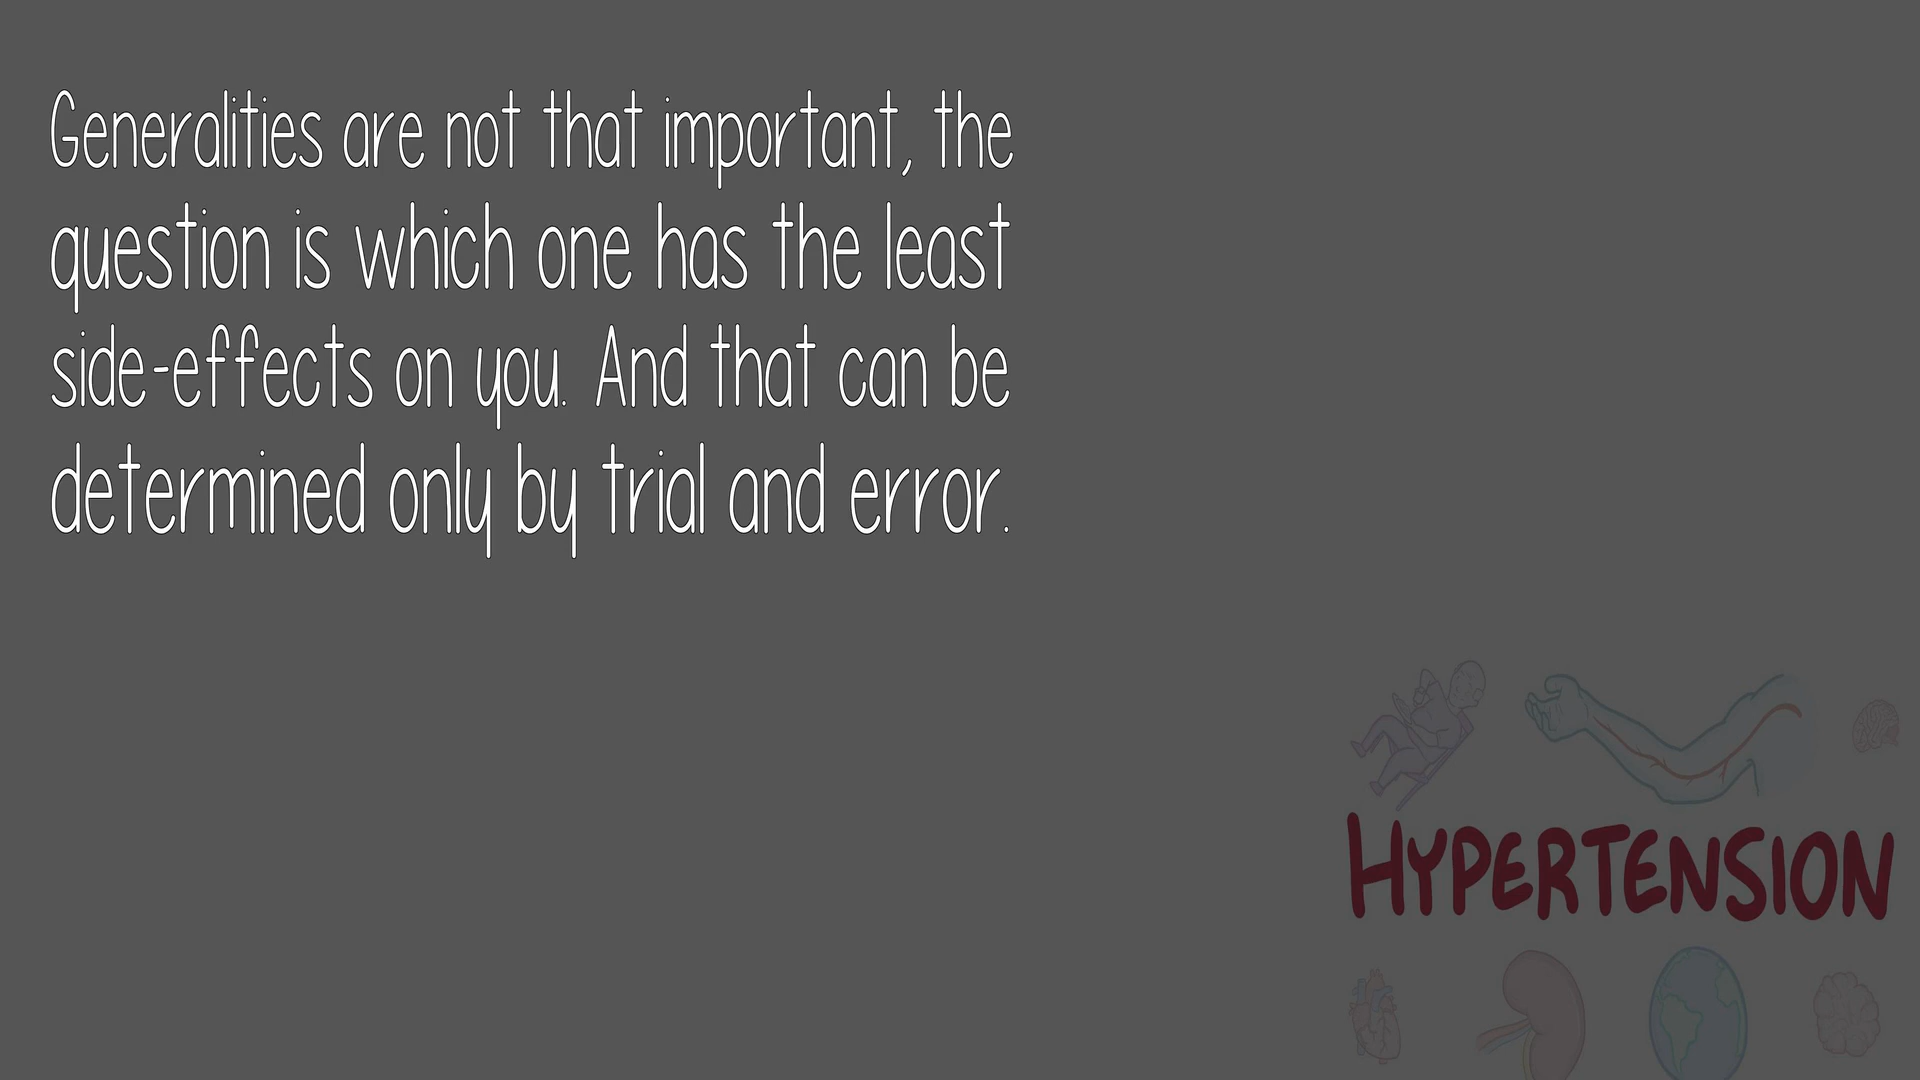 Generalities are not that important, the
question is which one has the least
side-effects on you. And that can be
determined only by trial and error.
HYPERTENSION